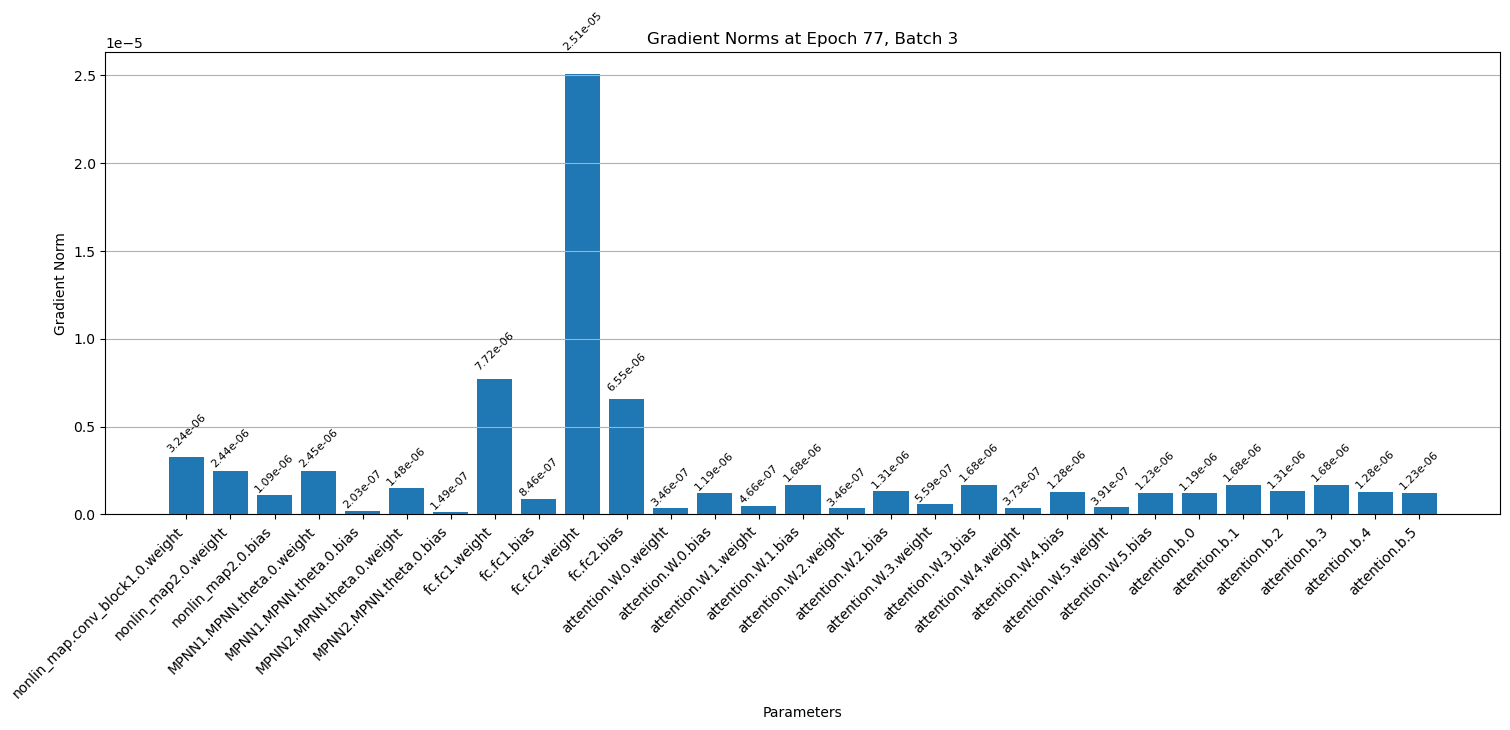 Gradient Norms at Epoch 77, Batch 3
1e−5
2.5
2.0
1.5
1.0
0.5
0.0
Gradient Norm
3.24e-06
2.44e-06
1.09e-06
2.45e-06
2.03e-07
1.48e-06
1.49e-07
7.72e-06
8.46e-07
2.51e-05
6.55e-06
3.46e-07
1.19e-06
4.66e-07
1.68e-06
3.46e-07
1.31e-06
5.59e-07
1.68e-06
3.73e-07
1.28e-06
3.91e-07
1.23e-06
1.19e-06
1.68e-06
1.31e-06
1.68e-06
1.28e-06
1.23e-06
nonlin_map.conv_block1.0.weight
nonlin_map2.0.weight
nonlin_map2.0.bias
MPNN1.MPNN.theta.0.weight
MPNN1.MPNN.theta.0.bias
MPNN2.MPNN.theta.0.weight
MPNN2.MPNN.theta.0.bias
fc.fc1.weight
fc.fc1.bias
fc.fc2.weight
fc.fc2.bias
attention.W.0.weight
attention.W.0.bias
attention.W.1.weight
attention.W.1.bias
attention.W.2.weight
attention.W.2.bias
attention.W.3.weight
attention.W.3.bias
attention.W.4.weight
attention.W.4.bias
attention.W.5.weight
attention.W.5.bias
attention.b.0
attention.b.1
attention.b.2
attention.b.3
attention.b.4
attention.b.5
Parameters